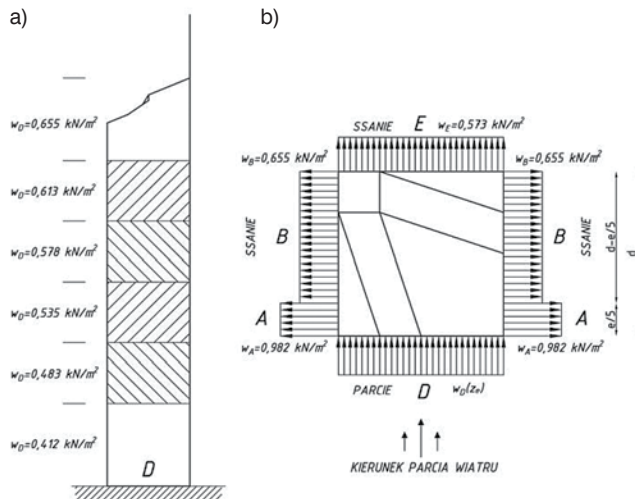 a)
w_D=0,655 kN/m²
w_D=0,613 kN/m²
w_D=0,578 kN/m²
w_D=0,535 kN/m²
w_D=0,483 kN/m²
w_D=0,412 kN/m²
D
b)
SSANIE E w_E=0,573 kN/m²
w_B=0,655 kN/m²
w_B=0,655 kN/m²
SSANIE
B
B
SSANIE
d-e/5
d
A
A
e/5
w_A=0,982 kN/m²
w_A=0,982 kN/m²
PARCIE D w_D(z_e)
KIERUNEK PARCIA WIATRU